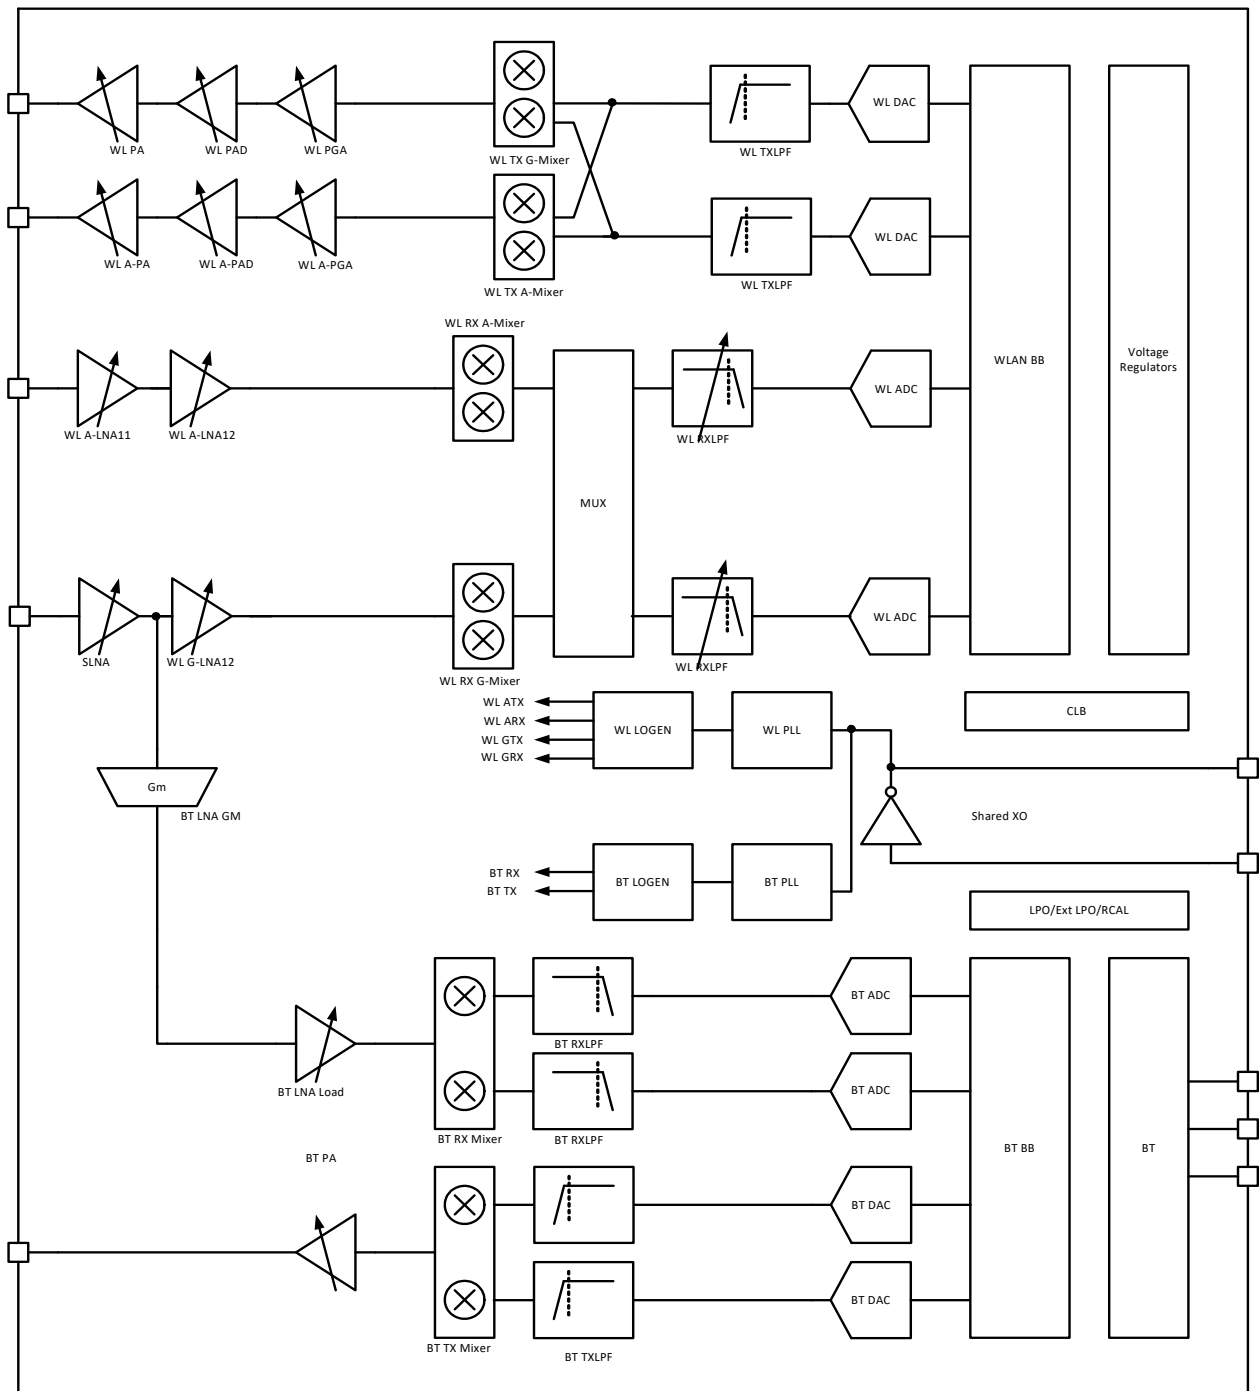 WL DAC
WL PA
WL PAD
WL PGA
WL TX G-Mixer
WL TXLPF
WL DAC
WL A-PA
WL A-PAD
WL A-PGA
WL TX A-Mixer
WL TXLPF
WL RX A-Mixer
WLAN BB
Voltage
Regulators
WL ADC
WL A-LNA11
WL A-LNA12
WL RXLPF
MUX
WL ADC
SLNA
WL G-LNA12
WL RX G-Mixer
WL RXLPF
WL ATX
WL ARX
WL GTX
WL GRX
WL LOGEN
WL PLL
CLB
Gm
BT LNA GM
Shared XO
BT RX
BT TX
BT LOGEN
BT PLL
LPO/Ext LPO/RCAL
BT ADC
BT RXLPF
BT LNA Load
BT ADC
BT RX Mixer
BT RXLPF
BT PA
BT BB
BT
BT DAC
BT DAC
BT TX Mixer
BT TXLPF